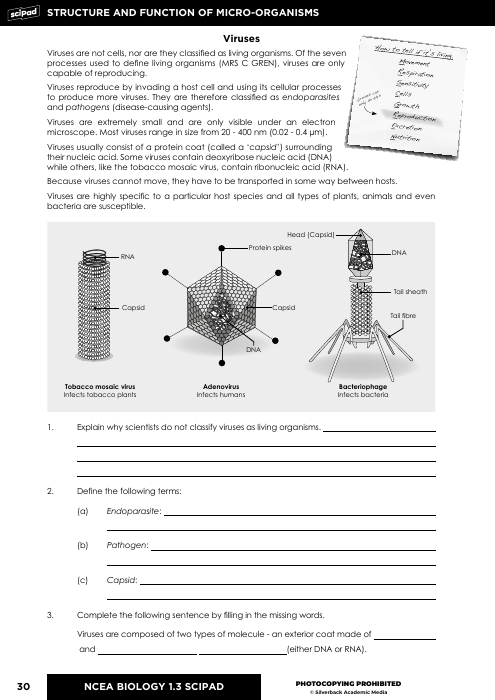 scipad STRUCTURE AND FUNCTION OF MICRO-ORGANISMS
Viruses
Viruses are not cells, nor are they classified as living organisms. Of the seven
processes used to define living organisms (MRS C GREN), viruses are only
capable of reproducing.
Viruses reproduce by invading a host cell and using its cellular processes
to produce more viruses. They are therefore classified as endoparasites
and pathogens (disease-causing agents).
Viruses are extremely small and are only visible under an electron
microscope. Most viruses range in size from 20 - 400 nm (0.02 - 0.4 µm).
Viruses usually consist of a protein coat (called a 'capsid') surrounding
their nucleic acid. Some viruses contain deoxyribose nucleic acid (DNA)
while others, like the tobacco mosaic virus, contain ribonucleic acid (RNA).
Because viruses cannot move, they have to be transported in some way between hosts.
Viruses are highly specific to a particular host species and all types of plants, animals and even
bacteria are susceptible.
How to tell if it's living
Movement
Respiration
Sensitivity
Cells
Growth
Reproduction
Excretion
Nutrition
RNA
Capsid
Tobacco mosaic virus
Infects tobacco plants
Protein spikes
Capsid
DNA
Adenovirus
Infects humans
Head (Capsid)
DNA
Tail sheath
Tail fibre
Bacteriophage
Infects bacteria
1. Explain why scientists do not classify viruses as living organisms.
2. Define the following terms:
(a) Endoparasite:
(b) Pathogen:
(c) Capsid:
3. Complete the following sentence by filling in the missing words.
Viruses are composed of two types of molecule - an exterior coat made of
and (either DNA or RNA).
30 NCEA BIOLOGY 1.3 SCIPAD PHOTOCOPYING PROHIBITED
© Silverback Academic Media